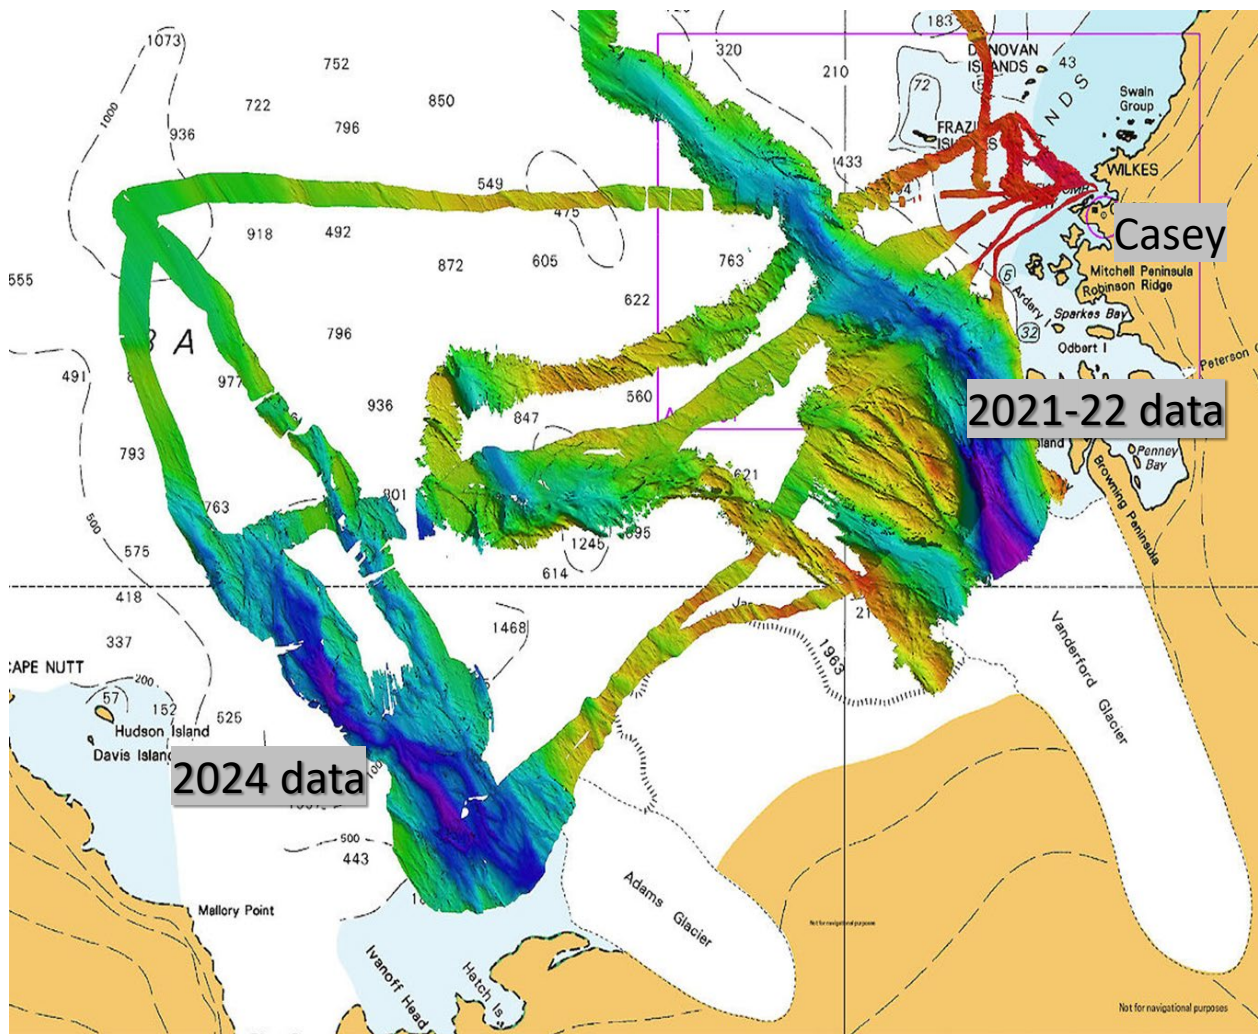 1073
752
320
183
DONOVAN
ISLANDS
43
210
72
Swain
Group
850
722
1000
796
936
433
WILKES
549
475
918
492
Casey
872
605
763
555
622
5
Mitchell Peninsula
Robinson Ridge
Ardery I
Sparkes Bay
32
Odbert I
796
B A
491
977
936
560
847
2021-22 data
793
621
Penney
Bay
Browning Peninsula
801
763
500
575
1245
695
614
418
1468
337
1963
CAPE NUTT
200
57
152
525
Hudson Island
Davis Island
Vanderford Glacier
2024 data
500
443
Mallory Point
Adams Glacier
Not for navigational purposes
Ivanoff Head
Hatch Is
Not for navigational purposes